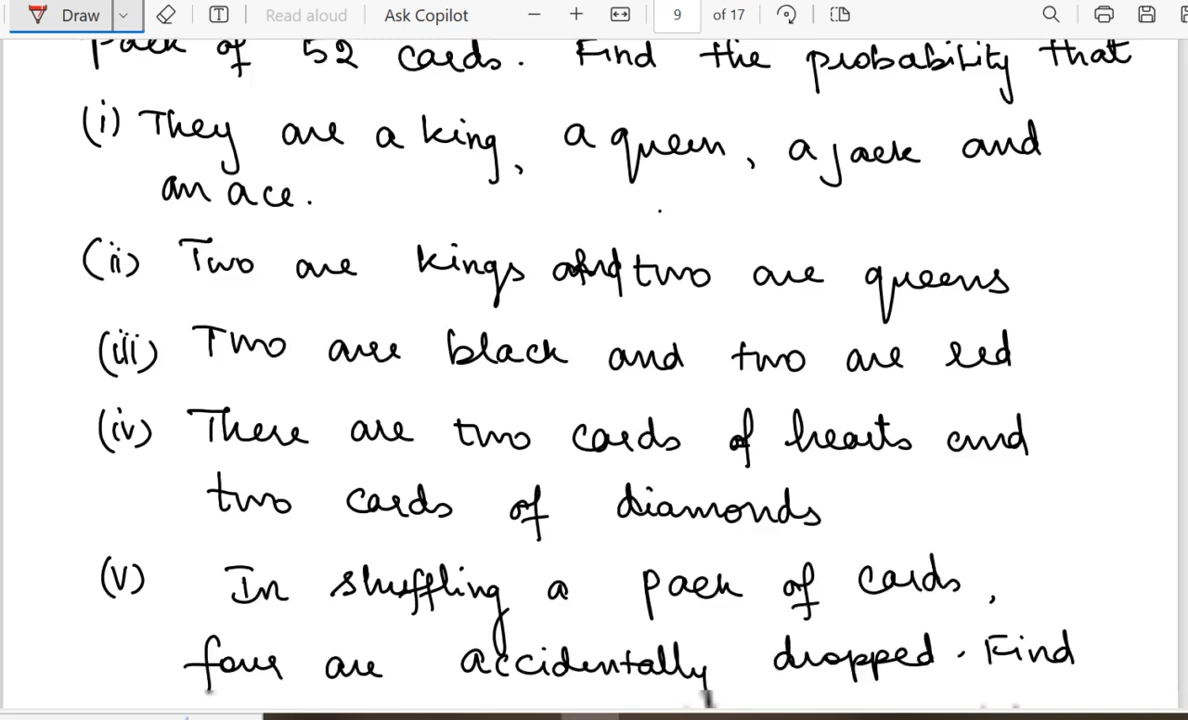 Draw
Read aloud
Ask Copilot
9
of 17
Pack of 52 cards. Find the probability that
(i) They are a king, a queen, a jack and
an ace.
(ii) Two are kings and two are queens
(iii) Two are black and two are red
(iv) There are two cards of hearts and
two cards of diamonds
(v) In shuffling a pack of cards,
four are accidentally dropped. Find